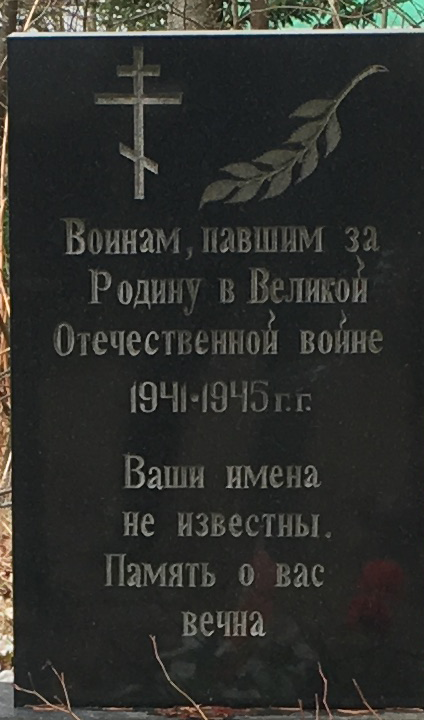 Воинам, павшим за
Родину в Великой
Отечественной войне
1941-1945 г.г.
Ваши имена
не известны.
Память о вас
вечна